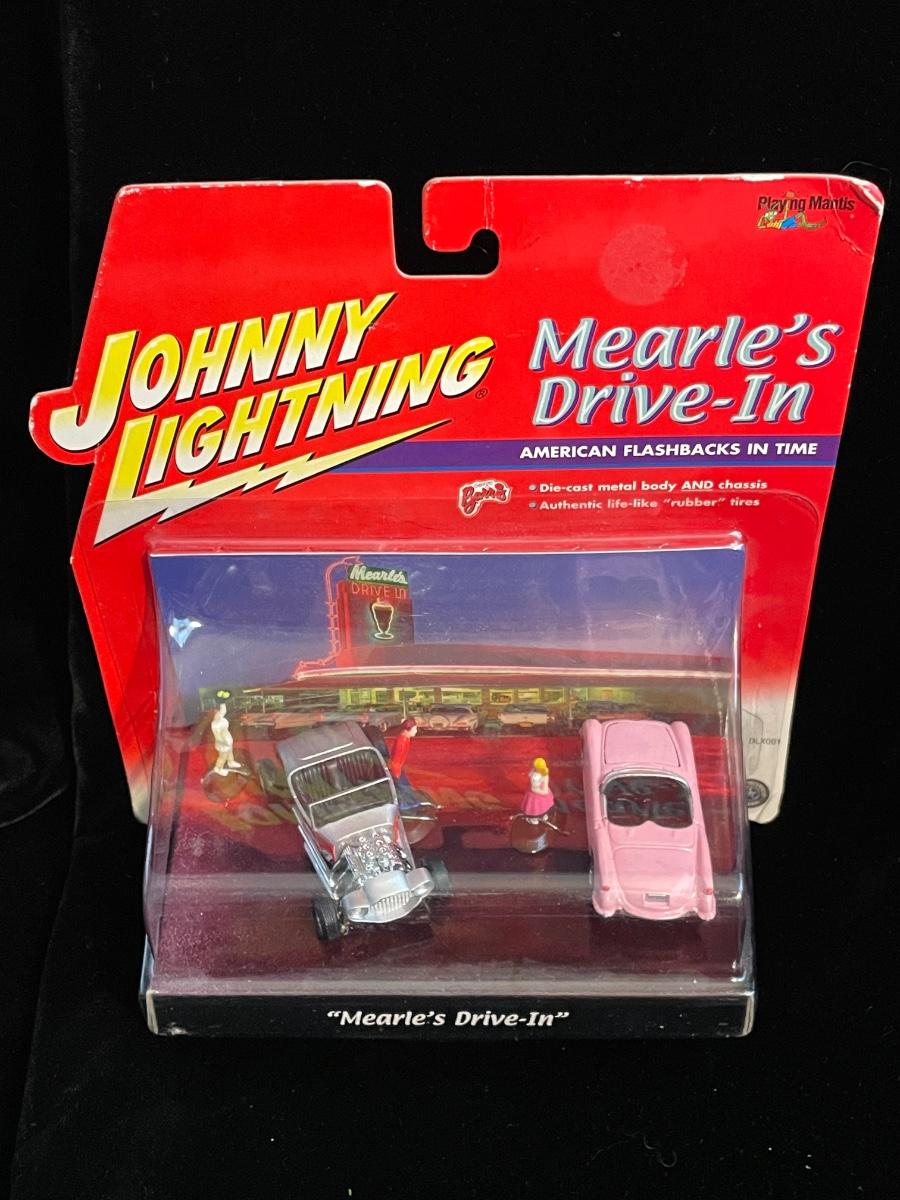 Playing Mantis
JOHNNY
LIGHTNING®
Mearle's
Drive-In
AMERICAN FLASHBACKS IN TIME
Barris
• Die-cast metal body AND chassis
• Authentic life-like "rubber" tires
Mearle's
DRIVE IN
"Mearle's Drive-In"